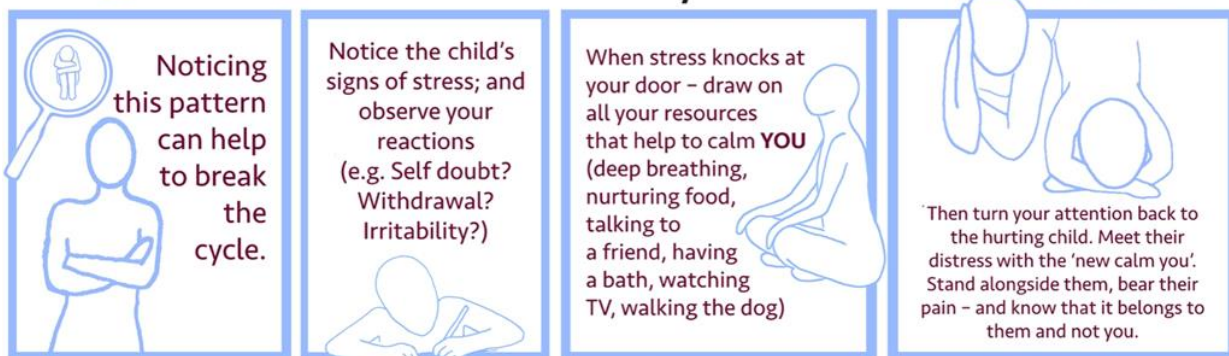 Noticing
this pattern
can help
to break
the
cycle.
Notice the child's
signs of stress; and
observe your
reactions
(e.g. Self doubt?
Withdrawal?
Irritability?)
When stress knocks at
your door – draw on
all your resources
that help to calm YOU
(deep breathing,
nurturing food,
talking to
a friend, having
a bath, watching
TV, walking the dog)
Then turn your attention back to
the hurting child. Meet their
distress with the 'new calm you'.
Stand alongside them, bear their
pain – and know that it belongs to
them and not you.